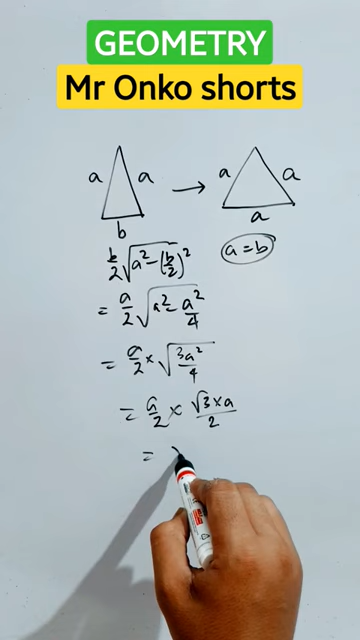 GEOMETRY
Mr Onko shorts
a a → a a
b a
a = b
b/2 √(a² − (b/2)²)
= a/2 √(a² − a²/4)
= a/2 × √(3a²/4)
= a/2 × (√3 × a)/2
=